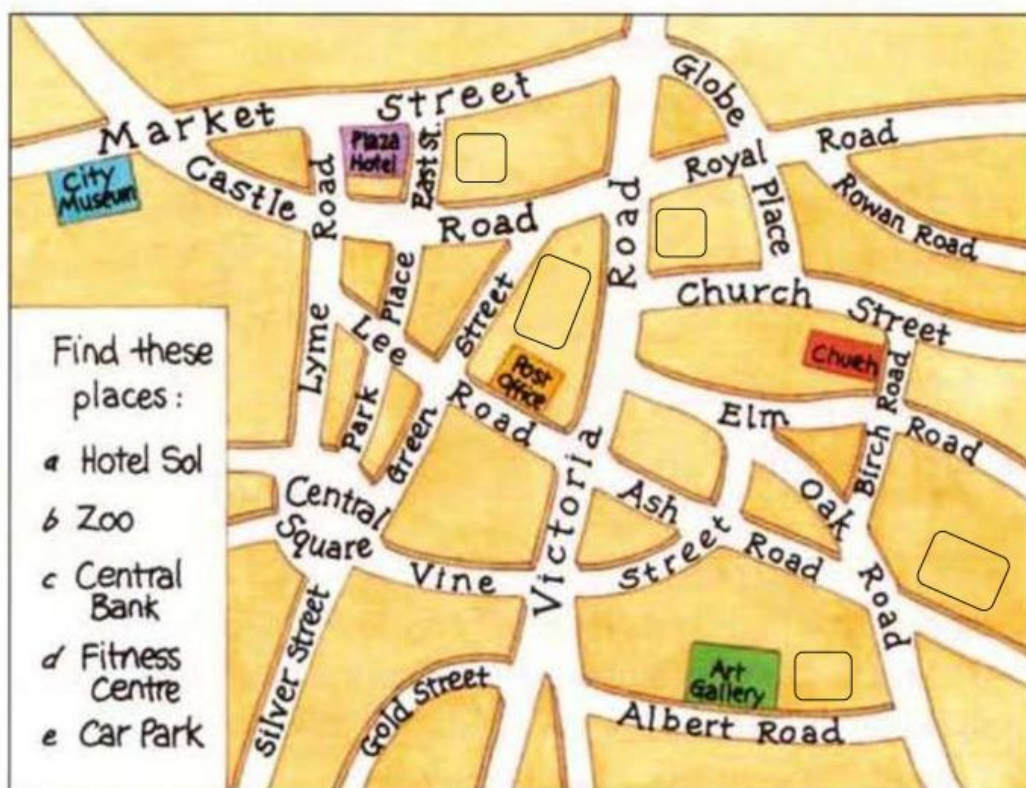 Market Street
Globe Place
Plaza
Hotel
East St.
Royal Road
City
Museum
Castle Road
Lyme Road
Rowan Road
Victoria Road
Church Street
Park Place
Lee Road
Green Street
Post
Office
Chueh
Elm Road
Birch Road
Oak Road
Ash Road
Central
Square
Vine Street
Silver Street
Gold Street
Art
Gallery
Albert Road
Find these
places:
a Hotel Sol
b Zoo
c Central
Bank
d Fitness
Centre
e Car Park